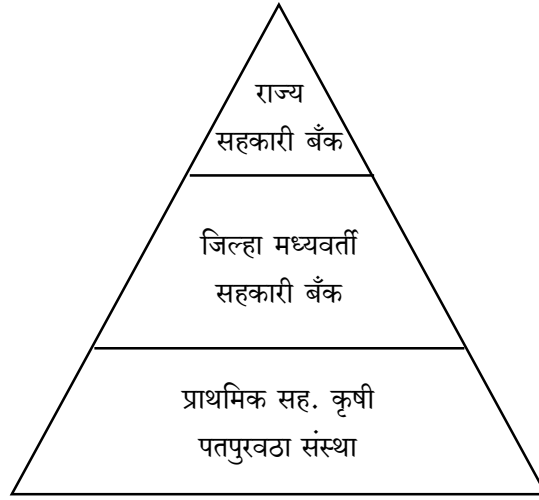 राज्य
सहकारी बँक
जिल्हा मध्यवर्ती
सहकारी बँक
प्राथमिक सह. कृषी
पतपुरवठा संस्था